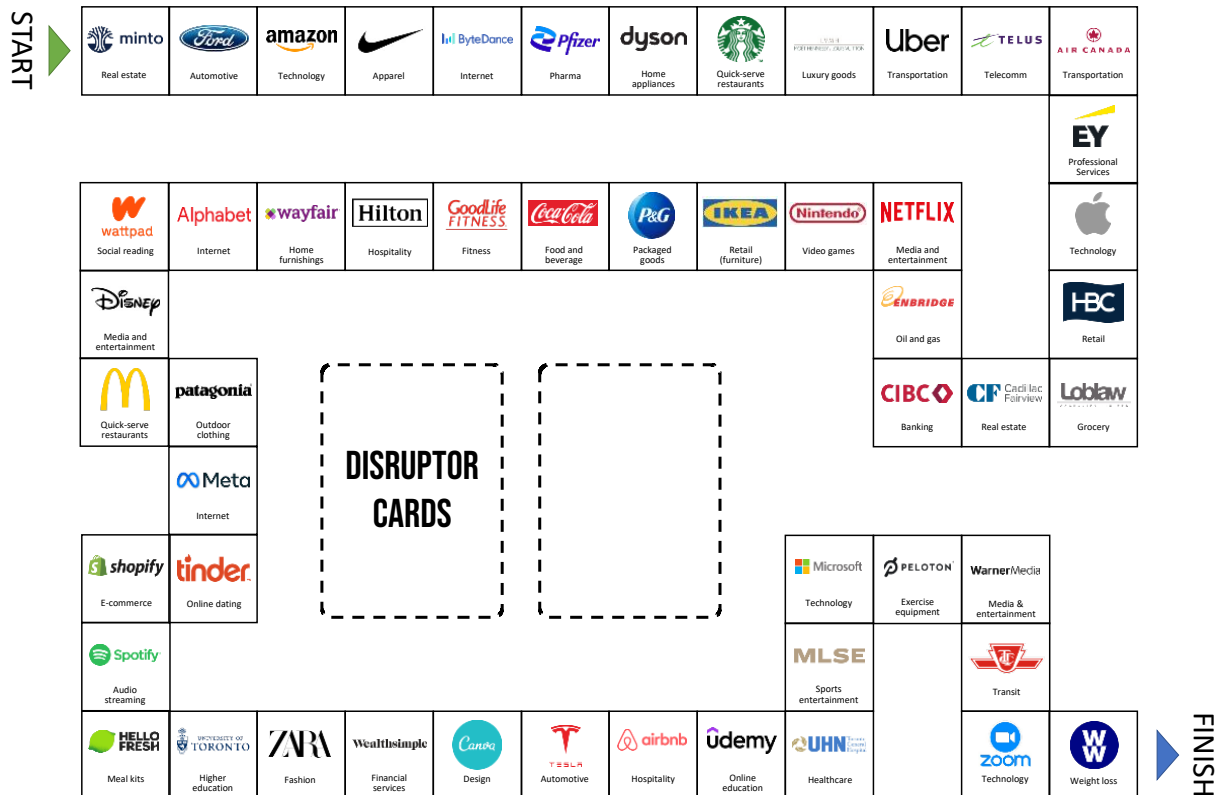 START
minto
Real estate
Ford
Automotive
amazon
Technology
Apparel
ByteDance
Internet
Pfizer
Pharma
dyson
Home
appliances
Quick-serve
restaurants
Luxury goods
Uber
Transportation
TELUS
Telecomm
AIR CANADA
Transportation
EY
Professional
Services
wattpad
Social reading
Alphabet
Internet
wayfair
Home
furnishings
Hilton
Hospitality
GoodLife
FITNESS
Fitness
Coca-Cola
Food and
beverage
P&G
Packaged
goods
IKEA
Retail
(furniture)
Nintendo
Video games
NETFLIX
Media and
entertainment
Technology
Disney
Media and
entertainment
ENBRIDGE
Oil and gas
HBC
Retail
Quick-serve
restaurants
patagonia
Outdoor
clothing
CIBC
Banking
CF Cadillac
Fairview
Real estate
Loblaw
Grocery
DISRUPTOR
CARDS
Meta
Internet
shopify
E-commerce
tinder
Online dating
Microsoft
Technology
PELOTON
Exercise
equipment
WarnerMedia
Media &
entertainment
Spotify
Audio
streaming
MLSE
Sports
entertainment
TTC
Transit
HELLO
FRESH
Meal kits
UNIVERSITY OF
TORONTO
Higher
education
ZARA
Fashion
Wealthsimple
Financial
services
Canva
Design
TESLA
Automotive
airbnb
Hospitality
ûdemy
Online
education
UHN
Toronto
General
Hospital
Healthcare
zoom
Technology
WW
Weight loss
FINISH